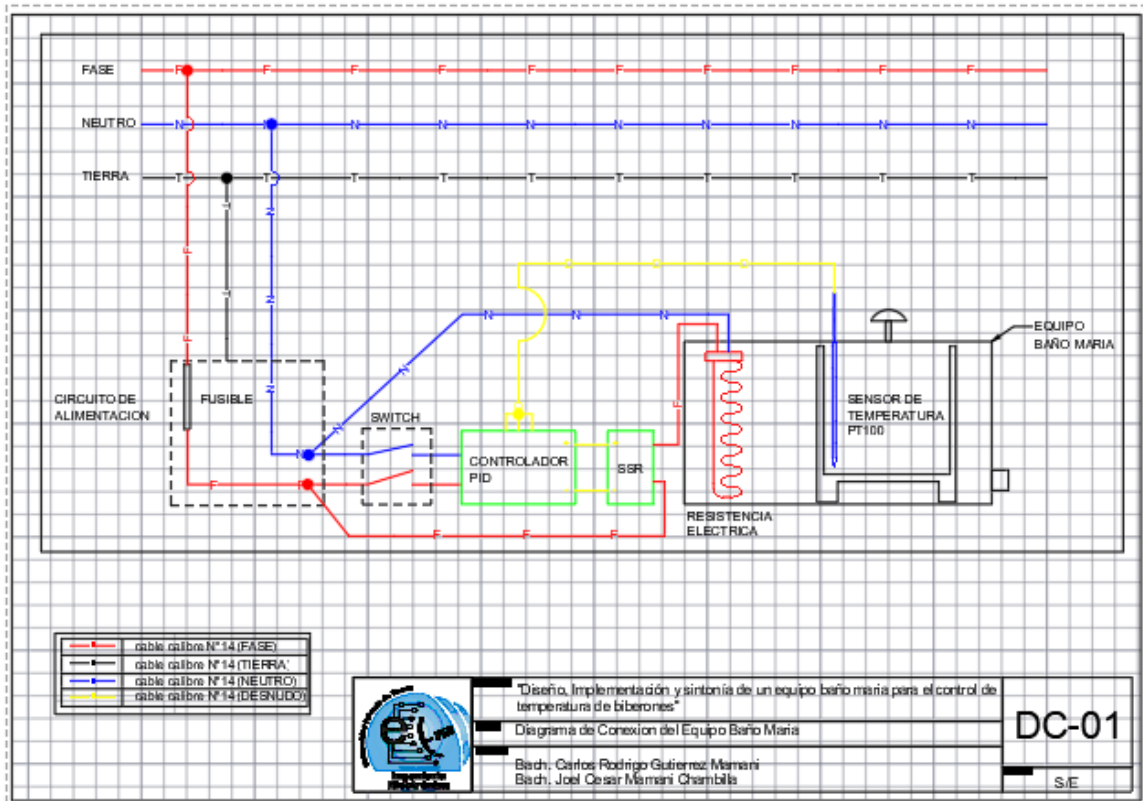 FASE
F F F F F F F F F F
NEUTRO
N N N N N N N N N
TIERRA
T T T T T T T T T
EQUIPO
BAÑO MARIA
CIRCUITO DE
ALIMENTACION
FUSIBLE
SWITCH
CONTROLADOR
PID
SSR
SENSOR DE
TEMPERATURA
PT100
RESISTENCIA
ELÉCTRICA
cable calibre N°14 (FASE)
cable calibre N°14 (TIERRA)
cable calibre N°14 (NEUTRO)
cable calibre N°14 (DESNUDO)
"Diseño, Implementación y sintonía de un equipo baño maria para el control de
temperatura de biberones"
Diagrama de Conexion del Equipo Baño Maria
Bach. Carlos Rodrigo Gutierrez Mamani
Bach. Joel Cesar Mamani Chambilla
DC-01
S/E